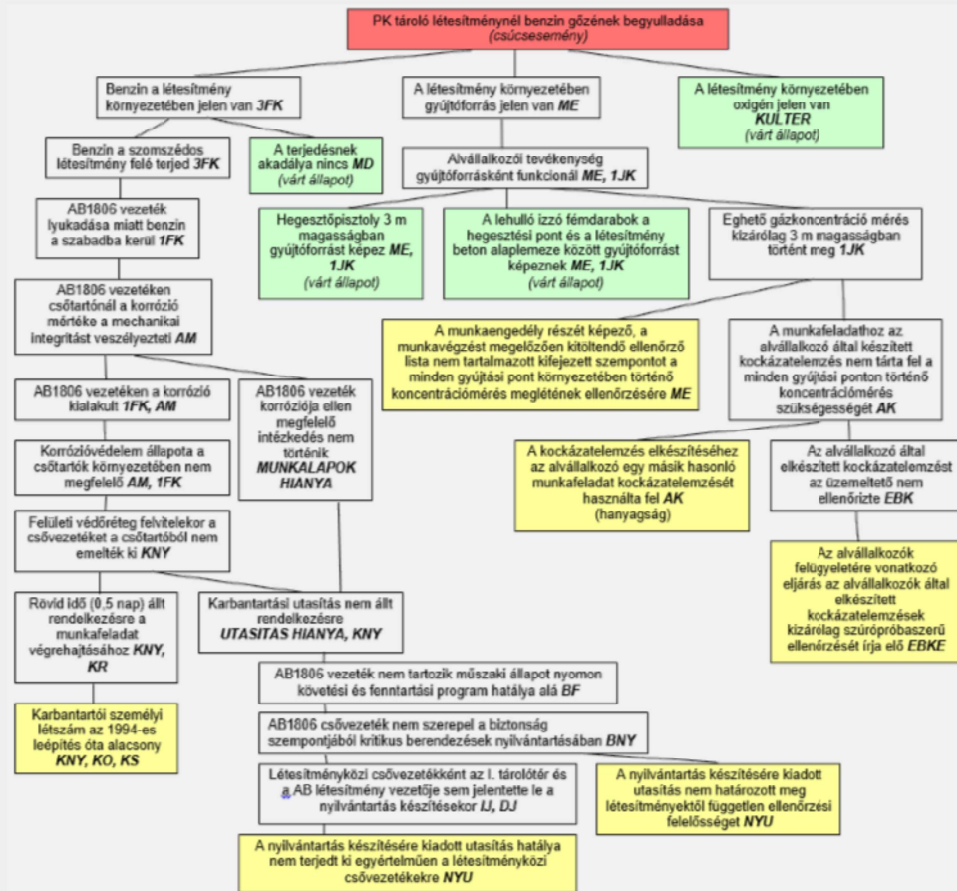 PK tároló létesítménynél benzin gőzének begyulladása
(csúcsesemény)
Benzin a létesítmény
környezetében jelen van 3FK
A létesítmény környezetében
gyújtóforrás jelen van ME
A létesítmény környezetében
oxigén jelen van
KULTER
(várt állapot)
Benzin a szomszédos
létesítmény felé terjed 3FK
A terjedésnek
akadálya nincs MD
(várt állapot)
Alvállalkozói tevékenység
gyújtóforrásként funkcionál ME, 1JK
AB1806 vezeték
lyukadása miatt benzin
a szabadba kerül 1FK
Hegesztőpisztoly 3 m
magasságban
gyújtóforrást képez ME,
1JK
(várt állapot)
A lehulló izzó fémdarabok a
hegesztési pont és a létesítmény
beton alaplemeze között gyújtóforrást
képeznek ME, 1JK
(várt állapot)
Éghető gázkoncentráció mérés
kizárólag 3 m magasságban
történt meg 1JK
AB1806 vezetéken
csőtartónál a korrózió
mértéke a mechanikai
integritást veszélyezteti AM
A munkaengedély részét képező, a
munkavégzést megelőzően kitöltendő ellenőrző
lista nem tartalmazott kifejezett szempontot a
minden gyújtási pont környezetében történő
koncentrációmérés meglétének ellenőrzésére ME
A munkafeladathoz az
alvállalkozó által készített
kockázatelemzés nem tárta fel a
minden gyújtási ponton történő
koncentrációmérés
szükségességét AK
AB1806 vezetéken a korrózió
kialakult 1FK, AM
AB1806 vezeték
korróziója ellen
megfelelő
intézkedés nem
történik
MUNKALAPOK
HIANYA
Korrózióvédelem állapota a
csőtartók környezetében nem
megfelelő AM, 1FK
A kockázatelemzés elkészítéséhez
az alvállalkozó egy másik hasonló
munkafeladat kockázatelemzését
használta fel AK
(hanyagság)
Az alvállalkozó által
elkészített kockázatelemzést
az üzemeltető nem
ellenőrizte EBK
Felületi védőréteg felvitelekor a
csővezetéket a csőtartóból nem
emelték ki KNY
Az alvállalkozók
felügyeletére vonatkozó
eljárás az alvállalkozók által
elkészített
kockázatelemzések
kizárólag szúrópróbaszerű
ellenőrzését írja elő EBKE
Rövid idő (0,5 nap) állt
rendelkezésre a
munkafeladat
végrehajtásához KNY,
KR
Karbantartási utasítás nem állt
rendelkezésre
UTASITAS HIANYA, KNY
AB1806 vezeték nem tartozik műszaki állapot nyomon
követési és fenntartási program hatálya alá BF
Karbantartói személyi
létszám az 1994-es
leépítés óta alacsony
KNY, KO, KS
AB1806 csővezeték nem szerepel a biztonság
szempontjából kritikus berendezések nyilvántartásában BNY
Létesítményközi csővezetékként az I. tárolótér és
a AB létesítmény vezetője sem jelentette le a
nyilvántartás készítésekor IJ, DJ
A nyilvántartás készítésére kiadott
utasítás nem határozott meg
létesítményektől független ellenőrzési
felelősséget NYU
A nyilvántartás készítésére kiadott utasítás hatálya
nem terjedt ki egyértelműen a létesítményközi
csővezetékekre NYU